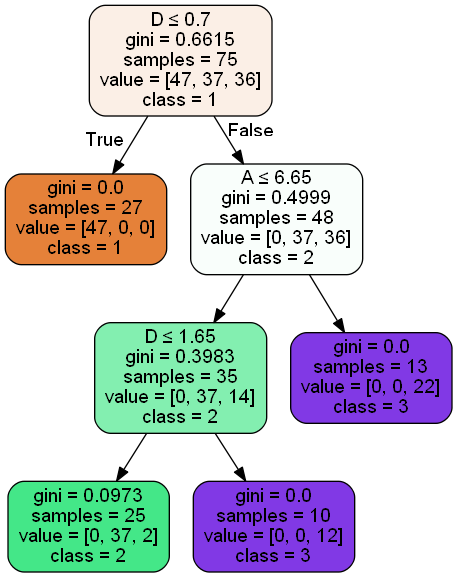 D ≤ 0.7
gini = 0.6615
samples = 75
value = [47, 37, 36]
class = 1
True
False
gini = 0.0
samples = 27
value = [47, 0, 0]
class = 1
A ≤ 6.65
gini = 0.4999
samples = 48
value = [0, 37, 36]
class = 2
D ≤ 1.65
gini = 0.3983
samples = 35
value = [0, 37, 14]
class = 2
gini = 0.0
samples = 13
value = [0, 0, 22]
class = 3
gini = 0.0973
samples = 25
value = [0, 37, 2]
class = 2
gini = 0.0
samples = 10
value = [0, 0, 12]
class = 3